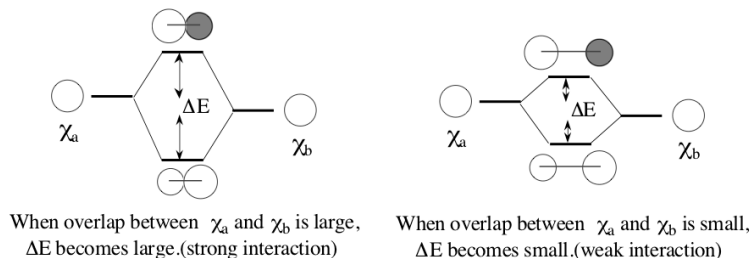 ΔE
χa
χb
When overlap between χa and χb is large,
ΔE becomes large.(strong interaction)
ΔE
χa
χb
When overlap between χa and χb is small,
ΔE becomes small.(weak interaction)